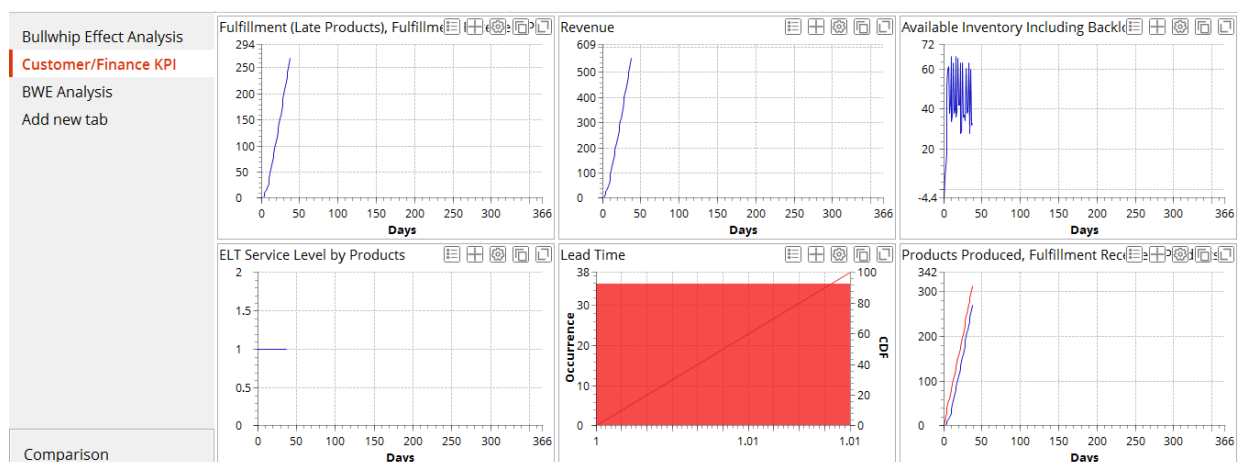 Bullwhip Effect Analysis
Customer/Finance KPI
BWE Analysis
Add new tab
Comparison
Fulfillment (Late Products), Fulfillme
294
250
200
150
100
50
0
0 50 100 150 200 250 300 366
Days
Revenue
609
500
400
300
200
100
0
0 50 100 150 200 250 300 366
Days
Available Inventory Including Backlo
72
60
40
20
-4.4
0 50 100 150 200 250 300 366
Days
ELT Service Level by Products
2
1.5
1
0.5
0
0 50 100 150 200 250 300 366
Days
Lead Time
38
30
20
10
0
Occurrence
100
80
60
40
20
0
CDF
1 1.01 1.01
Products Produced, Fulfillment Rece
342
300
200
100
0
0 50 100 150 200 250 300 366
Days